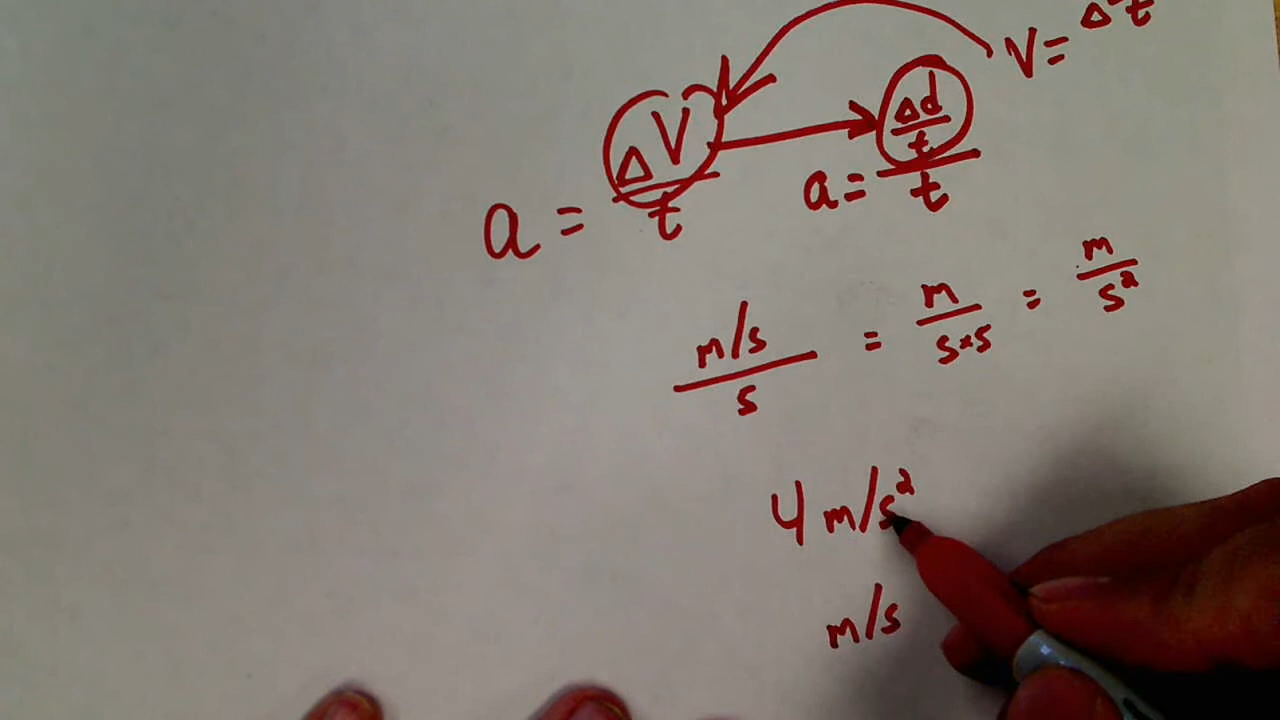 V = Δd/t
a = ΔV/t
a = Δd/t/t
m/s/s = m/s×s = m/s²
4 m/s²
m/s